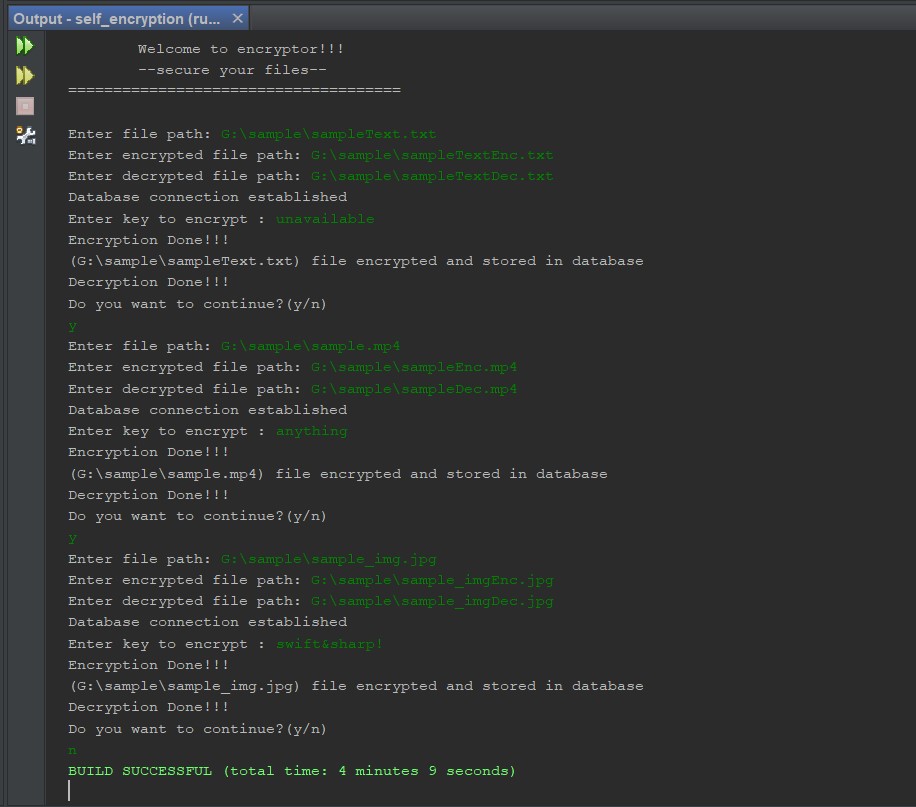 Output - self_encryption (ru...
Welcome to encryptor!!!
--secure your files--
=====================================
Enter file path: G:\sample\sampleText.txt
Enter encrypted file path: G:\sample\sampleTextEnc.txt
Enter decrypted file path: G:\sample\sampleTextDec.txt
Database connection established
Enter key to encrypt : unavailable
Encryption Done!!!
(G:\sample\sampleText.txt) file encrypted and stored in database
Decryption Done!!!
Do you want to continue?(y/n)
y
Enter file path: G:\sample\sample.mp4
Enter encrypted file path: G:\sample\sampleEnc.mp4
Enter decrypted file path: G:\sample\sampleDec.mp4
Database connection established
Enter key to encrypt : anything
Encryption Done!!!
(G:\sample\sample.mp4) file encrypted and stored in database
Decryption Done!!!
Do you want to continue?(y/n)
y
Enter file path: G:\sample\sample_img.jpg
Enter encrypted file path: G:\sample\sample_imgEnc.jpg
Enter decrypted file path: G:\sample\sample_imgDec.jpg
Database connection established
Enter key to encrypt : swift&sharp!
Encryption Done!!!
(G:\sample\sample_img.jpg) file encrypted and stored in database
Decryption Done!!!
Do you want to continue?(y/n)
n
BUILD SUCCESSFUL (total time: 4 minutes 9 seconds)